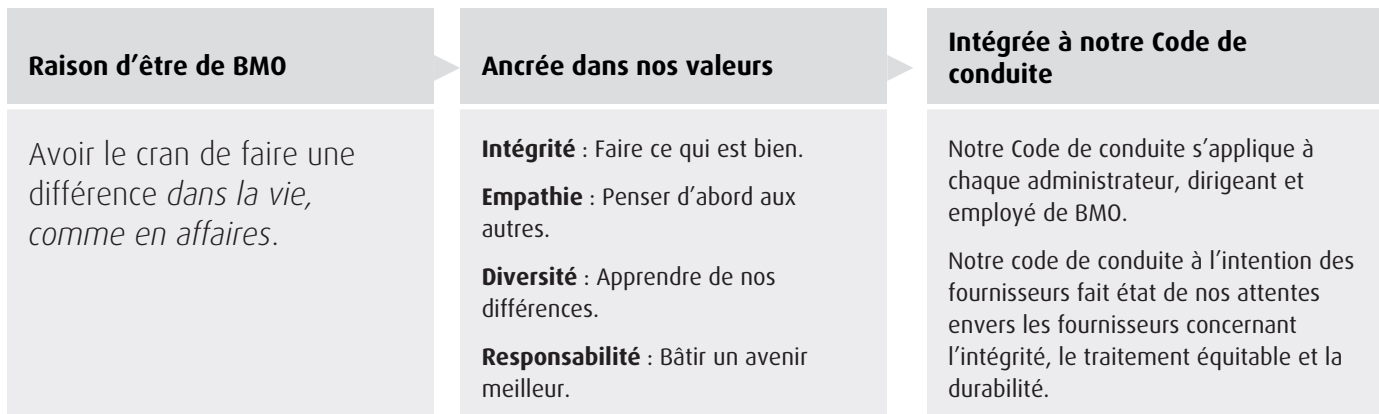 Raison d’être de BMO
Avoir le cran de faire une
différence dans la vie,
comme en affaires.
Ancrée dans nos valeurs
Intégrité : Faire ce qui est bien.
Empathie : Penser d’abord aux
autres.
Diversité : Apprendre de nos
différences.
Responsabilité : Bâtir un avenir
meilleur.
Intégrée à notre Code de
conduite
Notre Code de conduite s’applique à
chaque administrateur, dirigeant et
employé de BMO.
Notre code de conduite à l’intention des
fournisseurs fait état de nos attentes
envers les fournisseurs concernant
l’intégrité, le traitement équitable et la
durabilité.